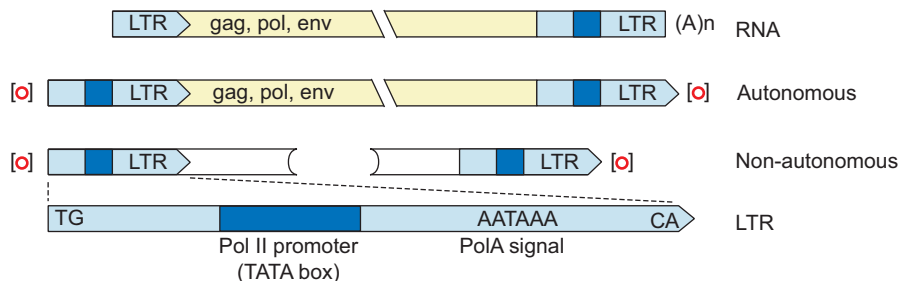 LTR gag, pol, env LTR (A)n RNA
[o] LTR gag, pol, env LTR [o] Autonomous
[o] LTR LTR [o] Non-autonomous
TG AATAAA CA LTR
Pol II promoter PolA signal
(TATA box)